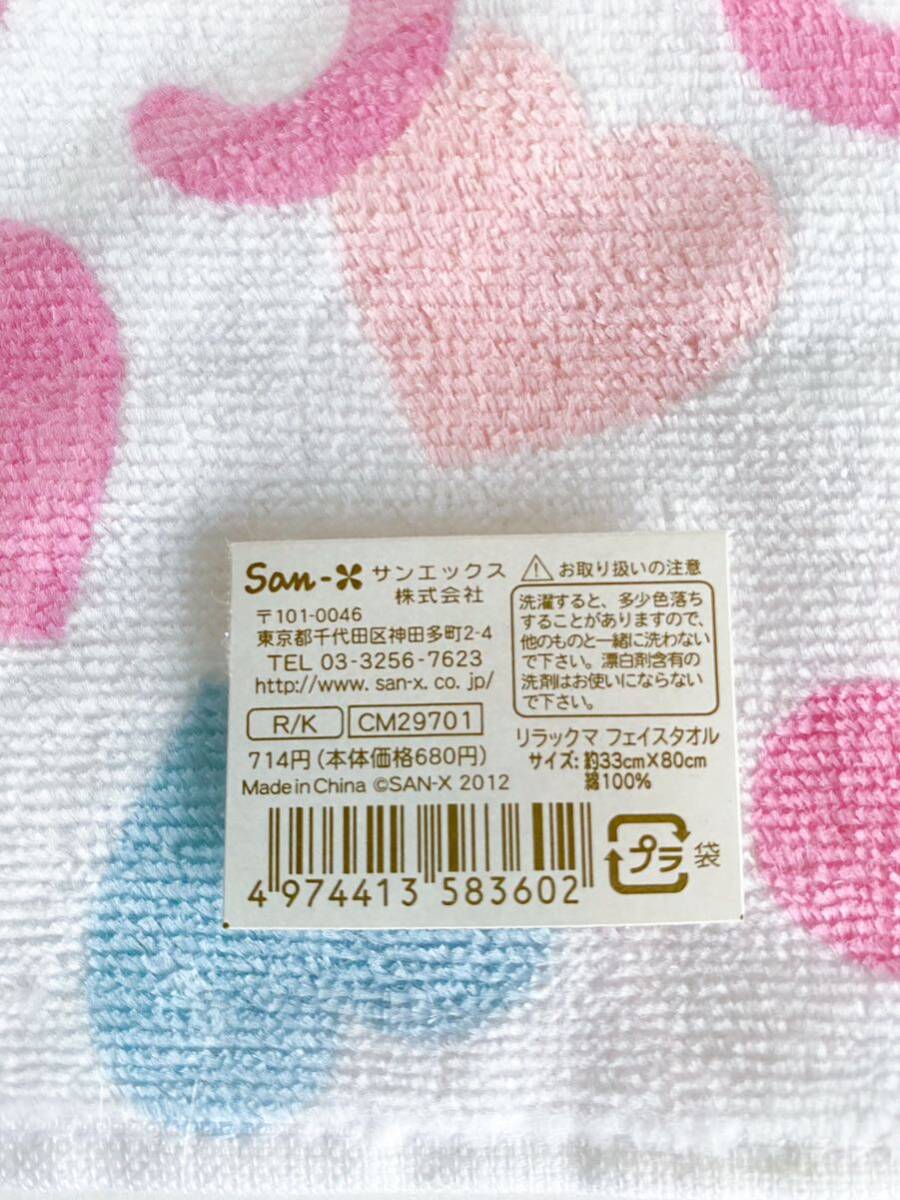 San-X サンエックス
株式会社
〒101-0046
東京都千代田区神田多町2-4
TEL 03-3256-7623
http://www. san-x. co. jp/
R/K CM29701
714円(本体価格680円)
Made in China ©SAN-X 2012
4 974413 583602
お取り扱いの注意
洗濯すると、多少色落ち
することがありますので、
他のものと一緒に洗わない
で下さい。漂白剤含有の
洗剤はお使いにならない
で下さい。
リラックマ フェイスタオル
サイズ: 約33cm×80cm
綿100%
プラ 袋